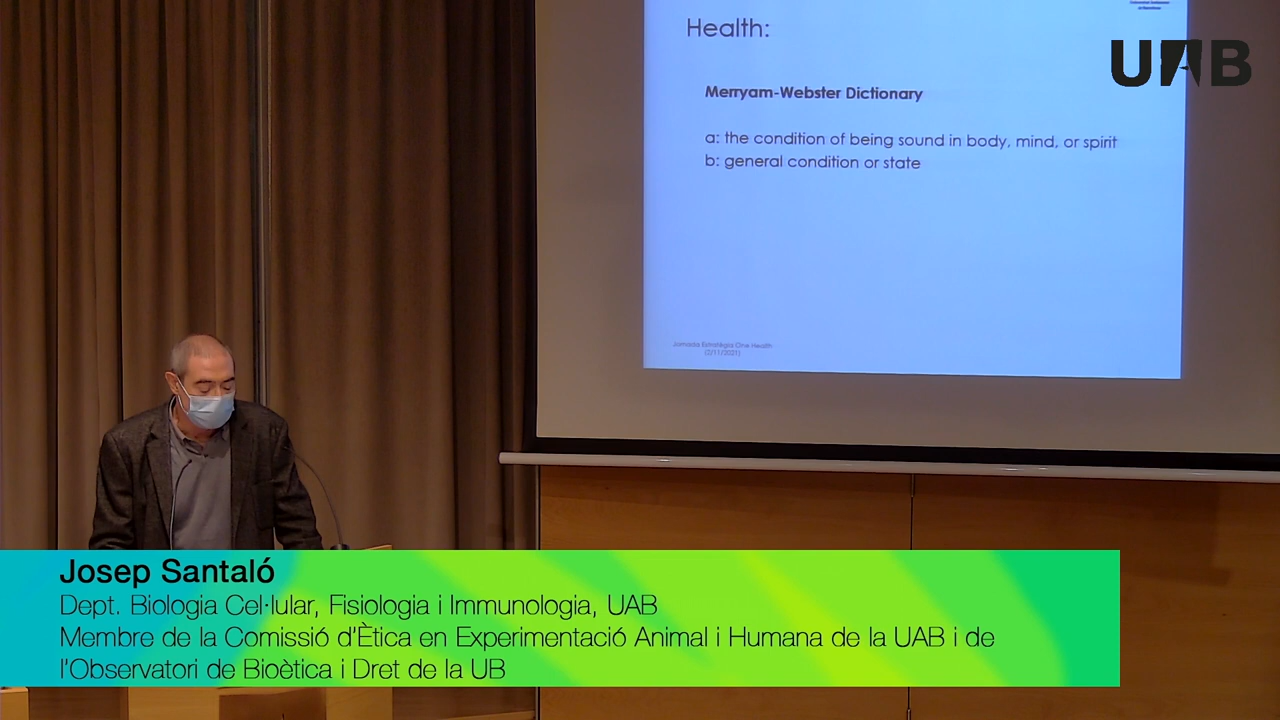 Health:
UAB
Merryam-Webster Dictionary
a: the condition of being sound in body, mind, or spirit
b: general condition or state
Jornada Estratègia One Health
(2/11/2021)
Josep Santaló
Dept. Biologia Cel·lular, Fisiologia i Immunologia, UAB
Membre de la Comissió d'Ètica en Experimentació Animal i Humana de la UAB i de
l'Observatori de Bioètica i Dret de la UB